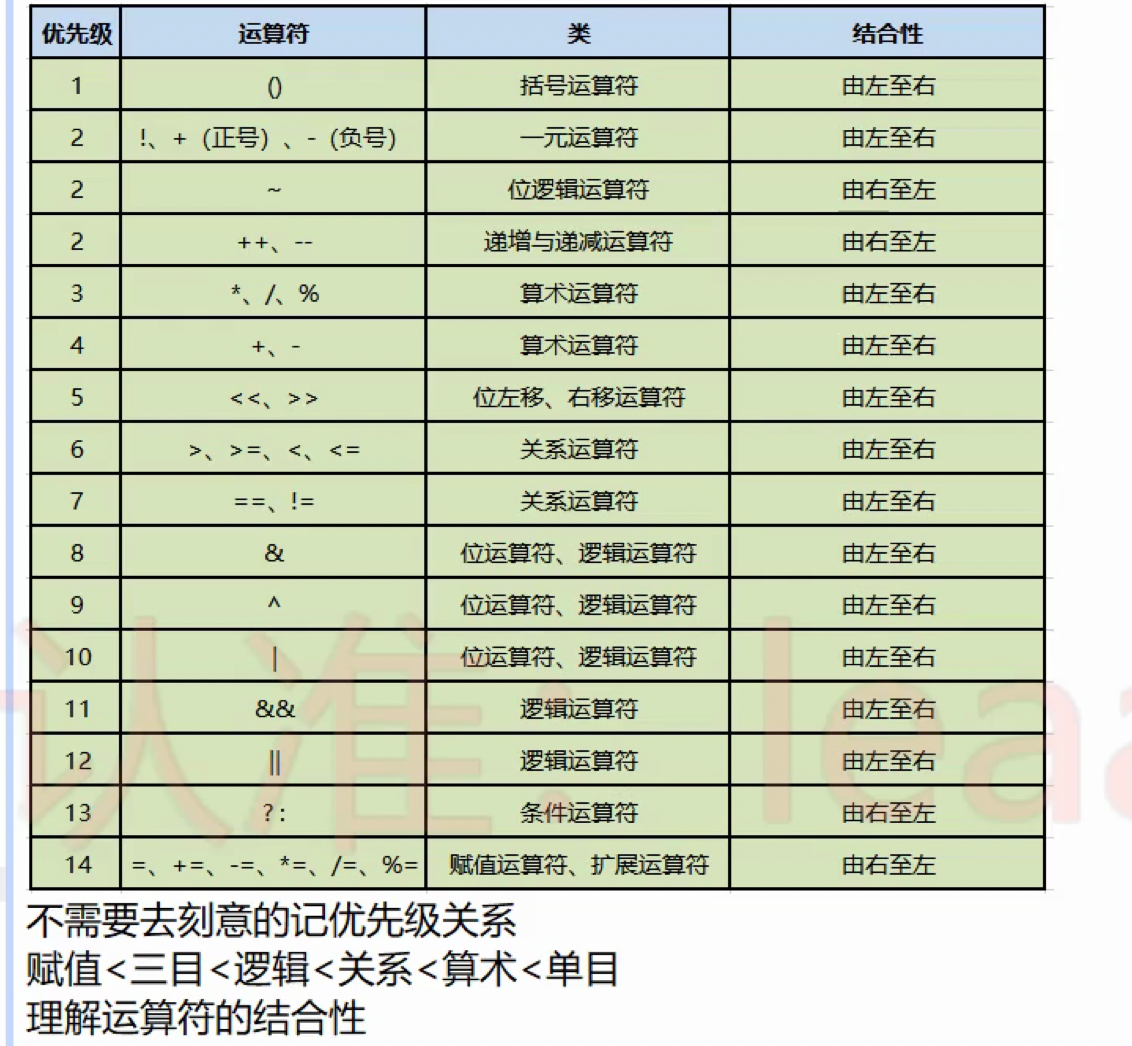 优先级 运算符 类 结合性
1 () 括号运算符 由左至右
2 !、+（正号）、-（负号） 一元运算符 由左至右
2 ~ 位逻辑运算符 由右至左
2 ++、-- 递增与递减运算符 由右至左
3 *、/、% 算术运算符 由左至右
4 +、- 算术运算符 由左至右
5 <<、>> 位左移、右移运算符 由左至右
6 >、>=、<、<= 关系运算符 由左至右
7 ==、!= 关系运算符 由左至右
8 & 位运算符、逻辑运算符 由左至右
9 ^ 位运算符、逻辑运算符 由左至右
10 | 位运算符、逻辑运算符 由左至右
11 && 逻辑运算符 由左至右
12 || 逻辑运算符 由左至右
13 ?: 条件运算符 由右至左
14 =、+=、-=、*=、/=、%= 赋值运算符、扩展运算符 由右至左
认准：leaa
不需要去刻意的记优先级关系
赋值<三目<逻辑<关系<算术<单目
理解运算符的结合性